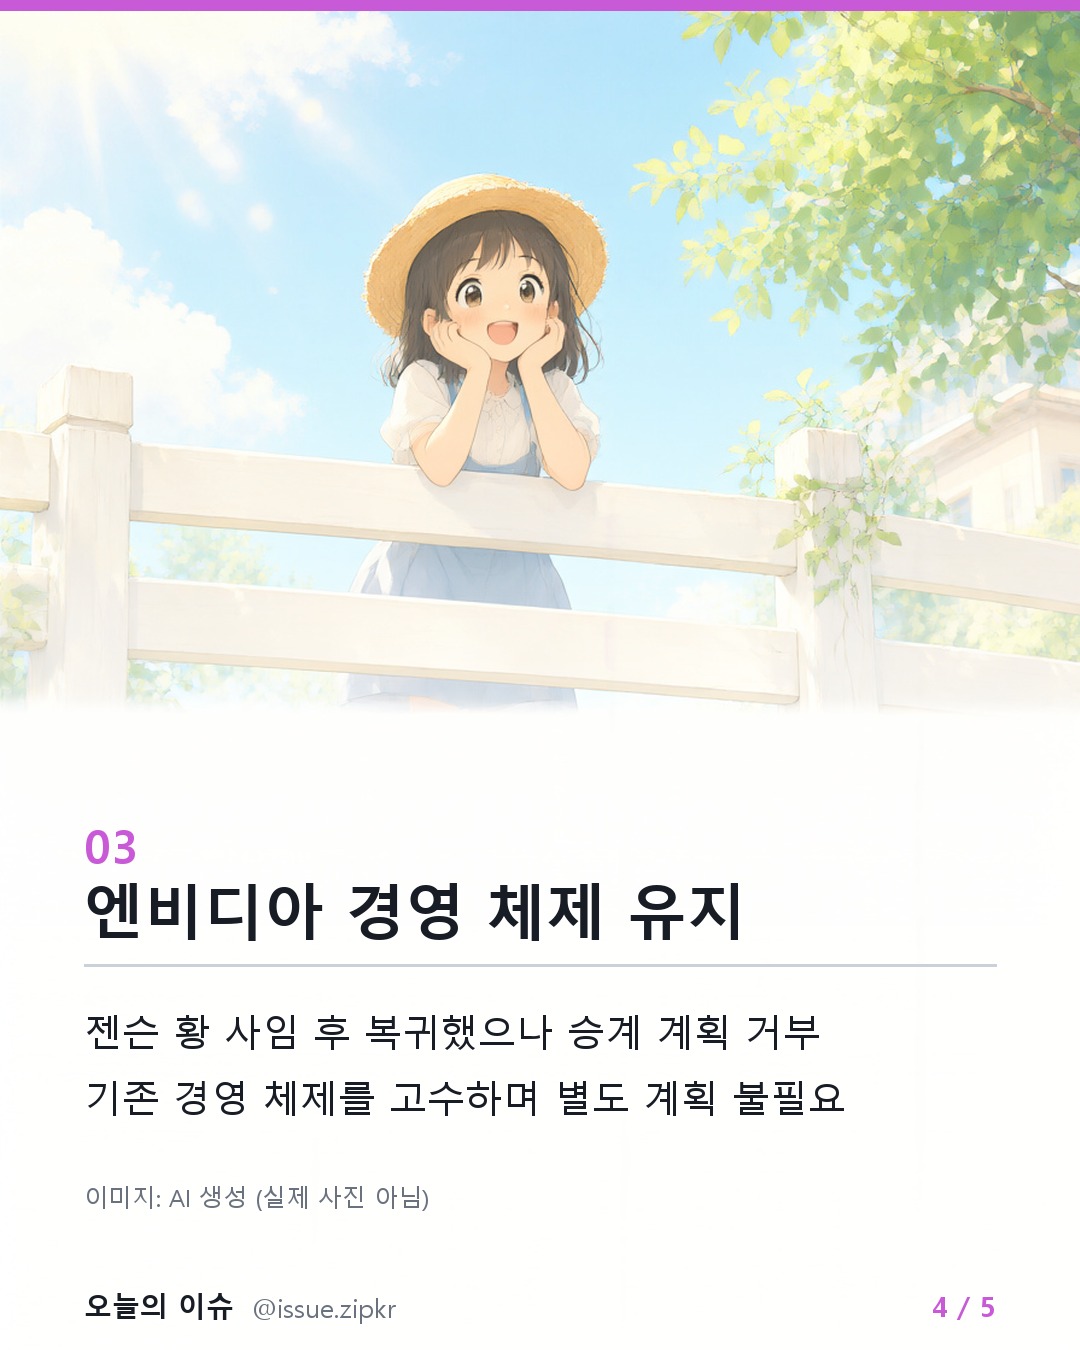 03
엔비디아 경영 체제 유지
젠슨 황 사임 후 복귀했으나 승계 계획 거부
기존 경영 체제를 고수하며 별도 계획 불필요
이미지: AI 생성 (실제 사진 아님)
오늘의 이슈 @issue.zipkr 4 / 5